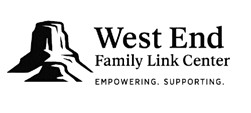 West End
Family Link Center
EMPOWERING. SUPPORTING.